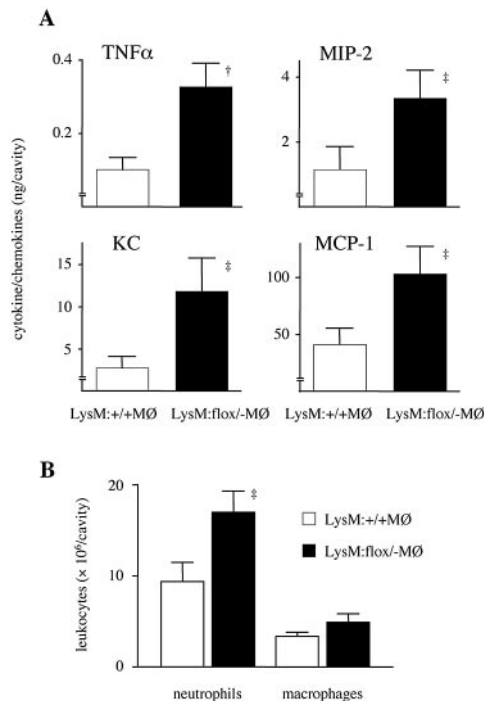 A
TNFα
MIP-2
0.4
0.2
†
4
2
‡
cytokine/chemokines (ng/cavity)
KC
MCP-1
15
10
5
‡
100
50
‡
LysM:+/+MØ LysM:flox/-MØ LysM:+/+MØ LysM:flox/-MØ
B
leukocytes (× 10⁶/cavity)
20
10
0
‡
LysM:+/+MØ
LysM:flox/-MØ
neutrophils macrophages